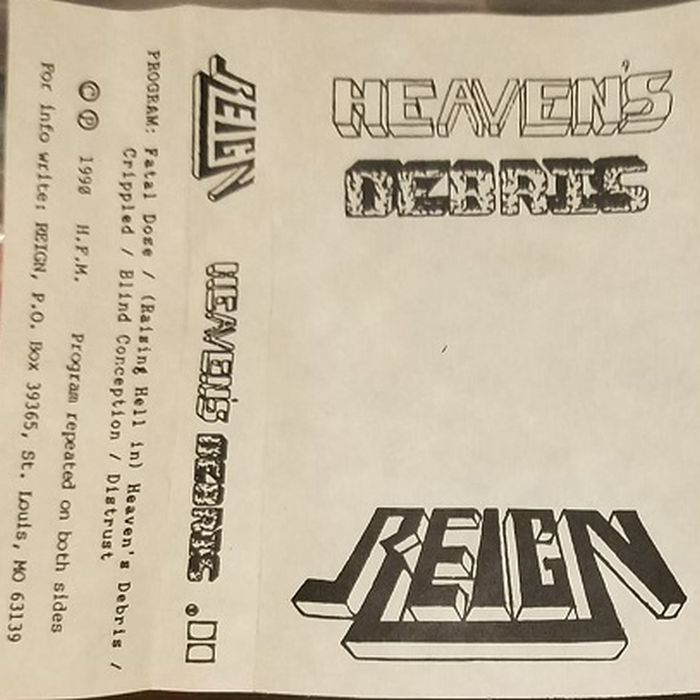 HEAVEN'S
DEBRIS
REIGN
REIGN HEAVEN'S DEBRIS
PROGRAM: Fatal Dose / (Raising Hell in) Heaven's Debris /
Crippled / Blind Conception / Distrust
© ℗ 1990 H.P.M. Program repeated on both sides
For info write: REIGN, P.O. Box 39365, St. Louis, MO 63139